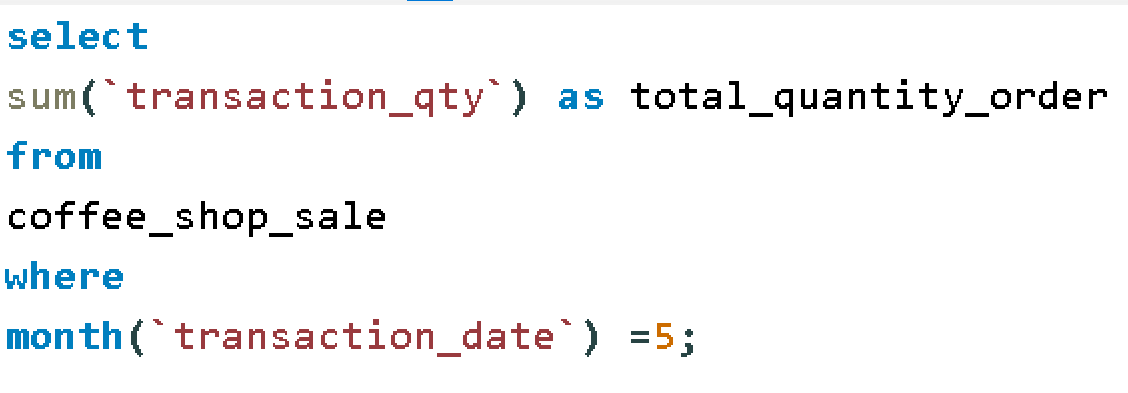 select
sum(`transaction_qty`) as total_quantity_order
from
coffee_shop_sale
where
month(`transaction_date`) =5;